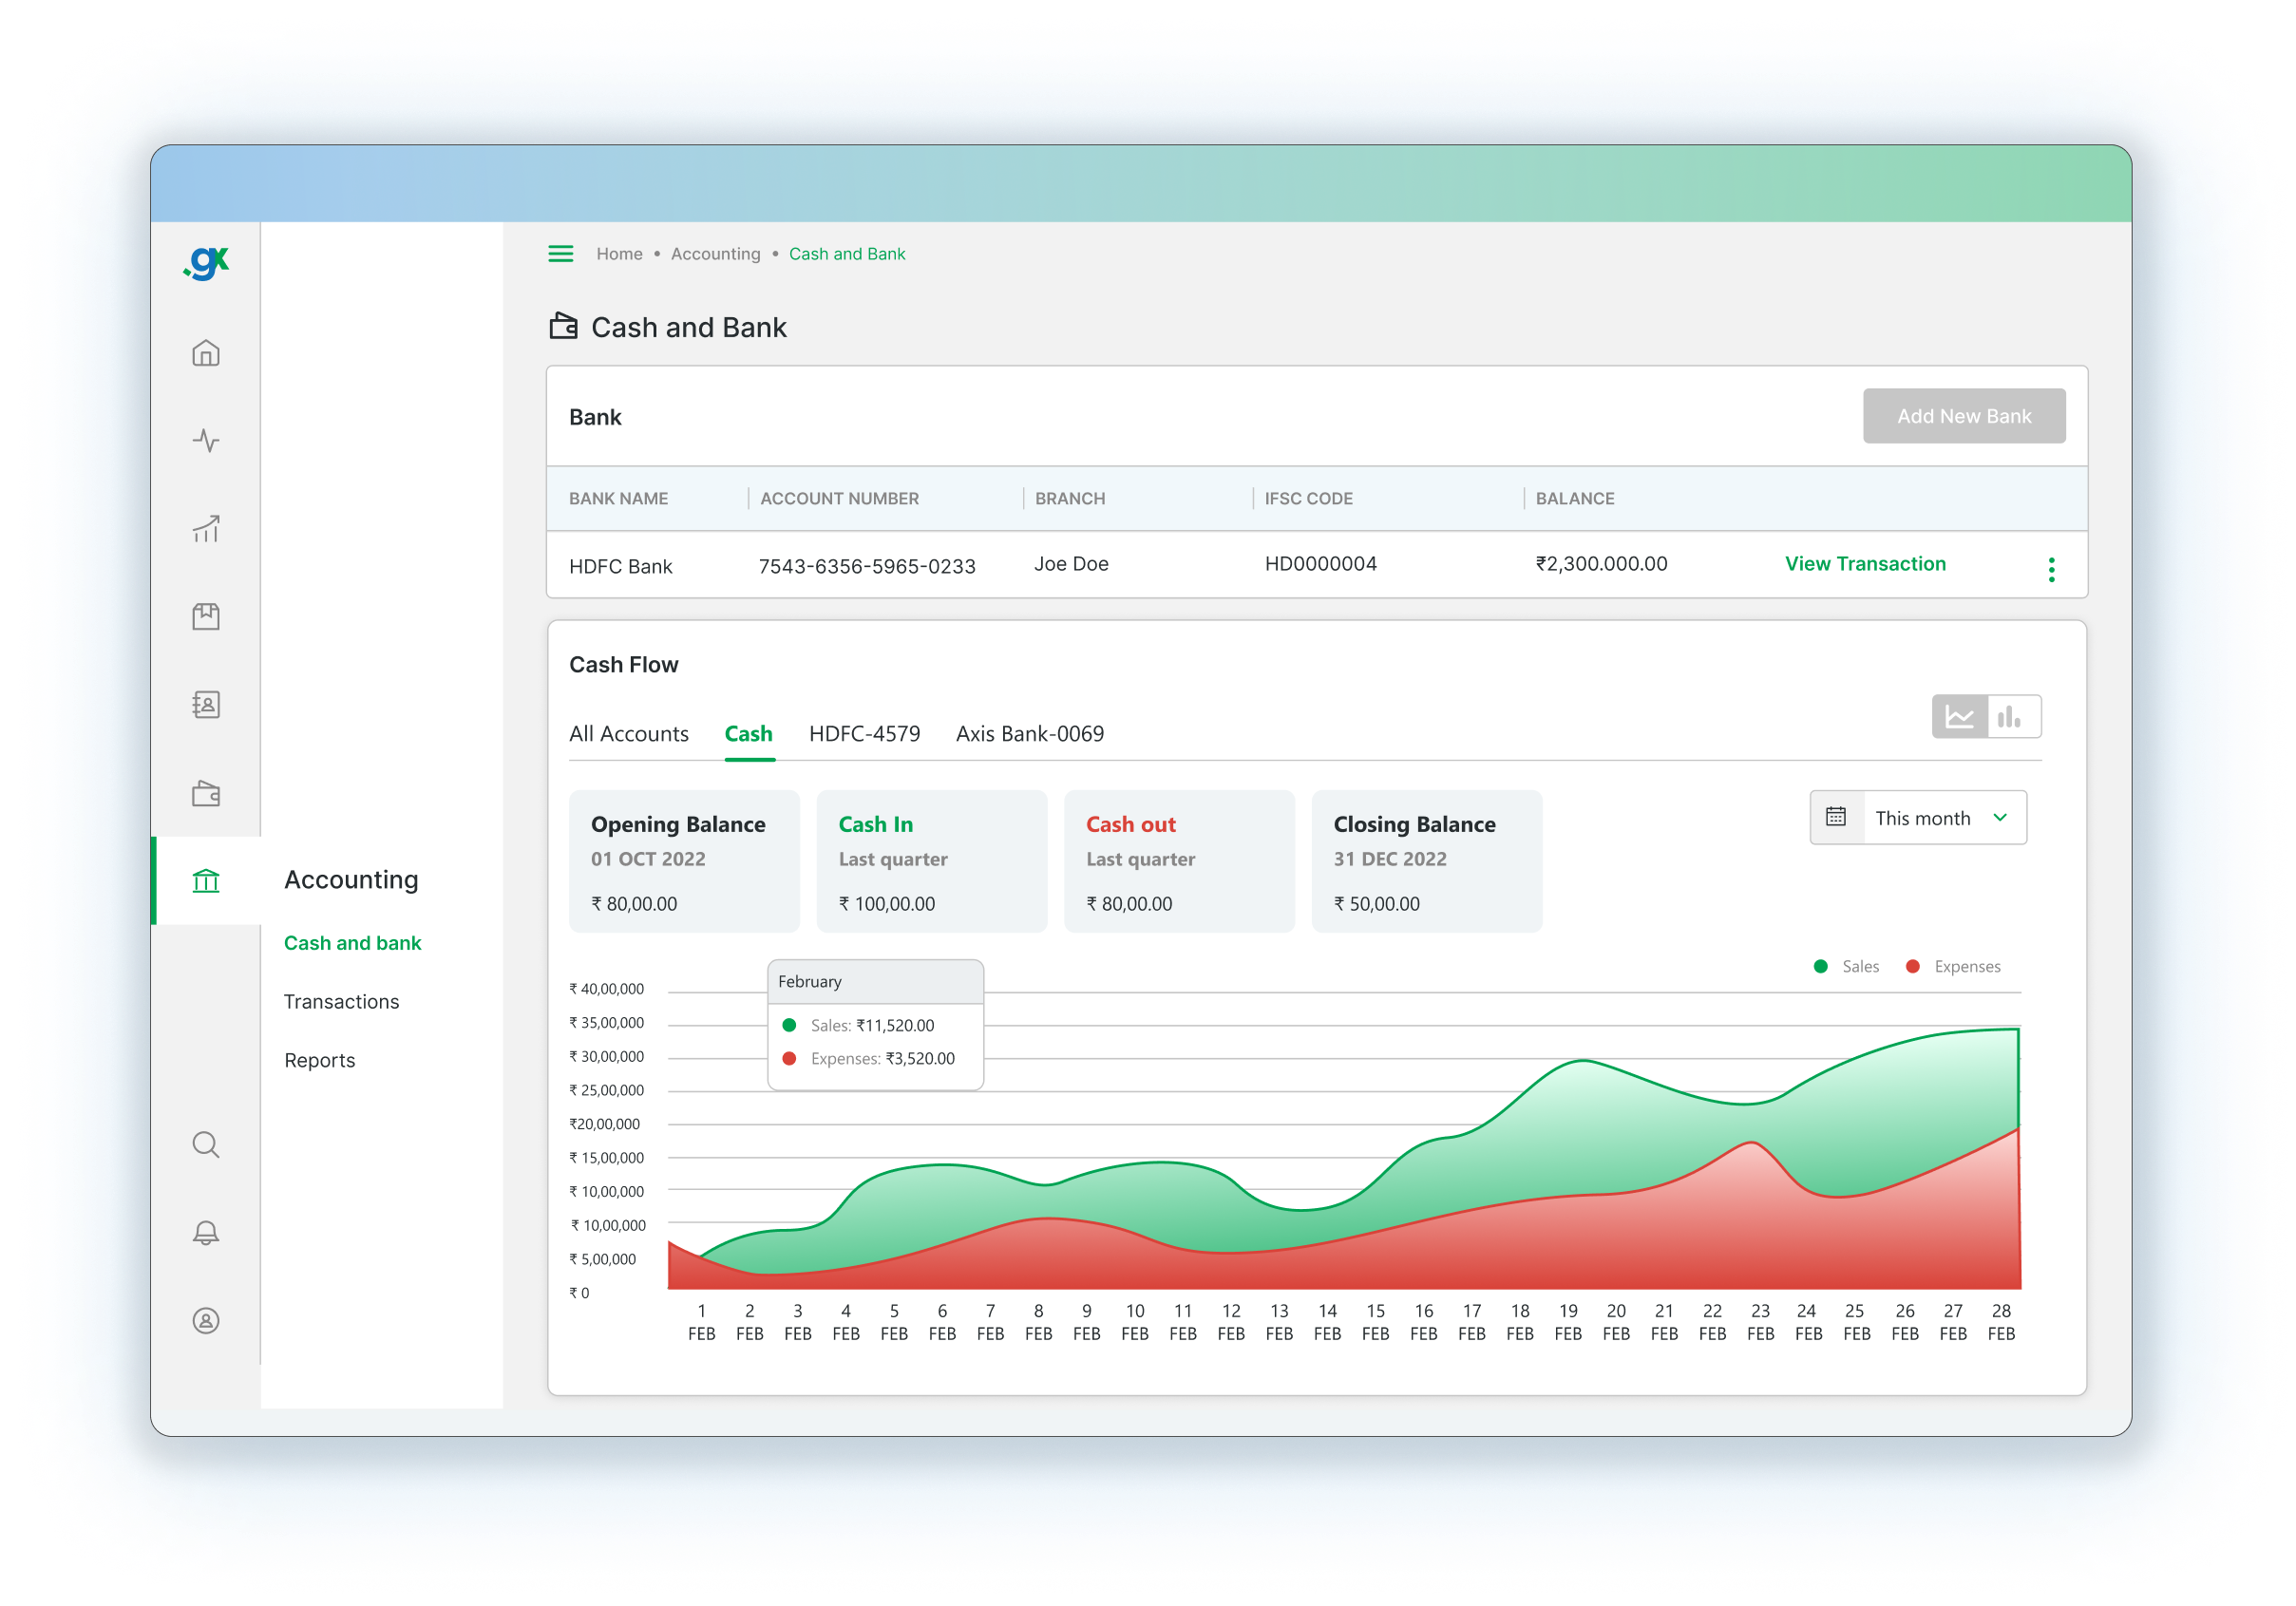 .gx
Home • Accounting • Cash and Bank
Cash and Bank
Bank
Add New Bank
BANK NAME
ACCOUNT NUMBER
BRANCH
IFSC CODE
BALANCE
HDFC Bank
7543-6356-5965-0233
Joe Doe
HD0000004
₹2,300.000.00
View Transaction
Cash Flow
All Accounts
Cash
HDFC-4579
Axis Bank-0069
Opening Balance
01 OCT 2022
₹ 80,00.00
Cash In
Last quarter
₹ 100,00.00
Cash out
Last quarter
₹ 80,00.00
Closing Balance
31 DEC 2022
₹ 50,00.00
This month
Accounting
Cash and bank
Transactions
Reports
Sales
Expenses
February
Sales: ₹11,520.00
Expenses: ₹3,520.00
₹ 40,00,000
₹ 35,00,000
₹ 30,00,000
₹ 25,00,000
₹20,00,000
₹ 15,00,000
₹ 10,00,000
₹ 10,00,000
₹ 5,00,000
₹ 0
1 2 3 4 5 6 7 8 9 10 11 12 13 14 15 16 17 18 19 20 21 22 23 24 25 26 27 28
FEB FEB FEB FEB FEB FEB FEB FEB FEB FEB FEB FEB FEB FEB FEB FEB FEB FEB FEB FEB FEB FEB FEB FEB FEB FEB FEB FEB